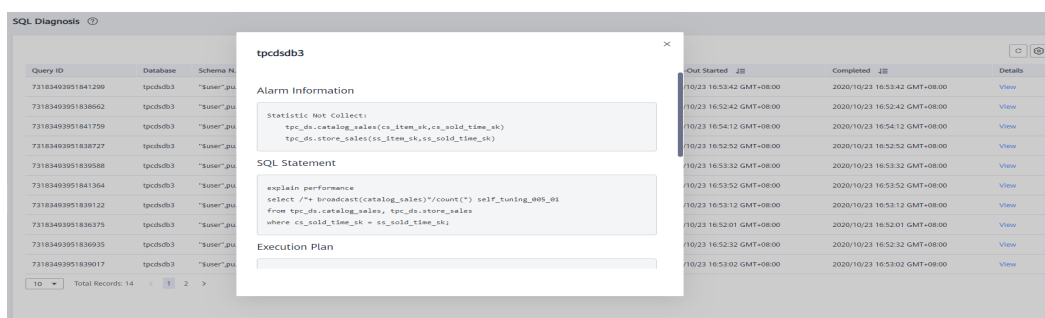 SQL Diagnosis ?
tpcdsdb3 ×
Query ID Database Schema N. -Out Started Completed Details
73183493951841299 tpcdsdb3 "$user",pu. /10/23 16:53:42 GMT+08:00 2020/10/23 16:53:42 GMT+08:00 View
Alarm Information
73183493951838662 tpcdsdb3 "$user",pu. /10/23 16:52:42 GMT+08:00 2020/10/23 16:52:42 GMT+08:00 View
Statistic Not Collect:
73183493951841759 tpcdsdb3 "$user",pu. /10/23 16:54:12 GMT+08:00 2020/10/23 16:54:12 GMT+08:00 View
tpc_ds.catalog_sales(cs_item_sk,cs_sold_time_sk)
tpc_ds.store_sales(ss_item_sk,ss_sold_time_sk)
73183493951838727 tpcdsdb3 "$user",pu. /10/23 16:52:52 GMT+08:00 2020/10/23 16:52:52 GMT+08:00 View
SQL Statement
73183493951839588 tpcdsdb3 "$user",pu. /10/23 16:53:32 GMT+08:00 2020/10/23 16:53:32 GMT+08:00 View
73183493951841364 tpcdsdb3 "$user",pu. /10/23 16:53:52 GMT+08:00 2020/10/23 16:53:52 GMT+08:00 View
explain performance
select /*+ broadcast(catalog_sales)*/count(*) self_tuning_005_01
73183493951839122 tpcdsdb3 "$user",pu. /10/23 16:53:12 GMT+08:00 2020/10/23 16:53:12 GMT+08:00 View
from tpc_ds.catalog_sales, tpc_ds.store_sales
where cs_sold_time_sk = ss_sold_time_sk;
73183493951836375 tpcdsdb3 "$user",pu. /10/23 16:52:01 GMT+08:00 2020/10/23 16:52:01 GMT+08:00 View
73183493951836935 tpcdsdb3 "$user",pu. /10/23 16:52:32 GMT+08:00 2020/10/23 16:52:32 GMT+08:00 View
Execution Plan
73183493951839017 tpcdsdb3 "$user",pu. /10/23 16:53:02 GMT+08:00 2020/10/23 16:53:02 GMT+08:00 View
10 Total Records: 14 < 1 2 >